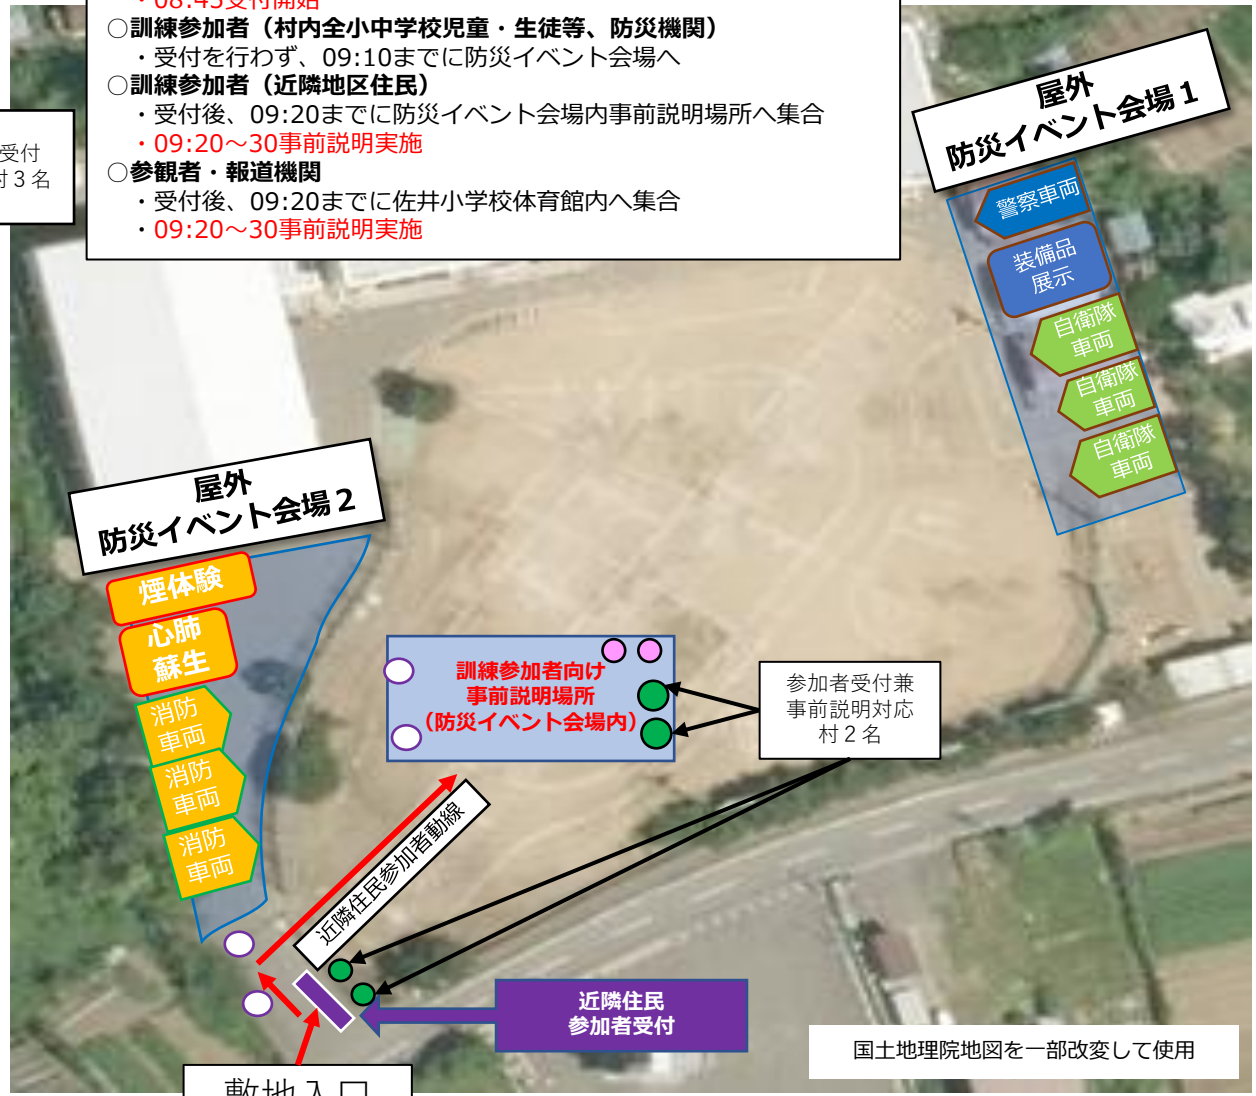 ・08:45受付開始
○訓練参加者（村内全小中学校児童・生徒等、防災機関）
・受付を行わず、09:10までに防災イベント会場へ
○訓練参加者（近隣地区住民）
・受付後、09:20までに防災イベント会場内事前説明場所へ集合
・09:20～30事前説明実施
○参観者・報道機関
・受付後、09:20までに佐井小学校体育館内へ集合
・09:20～30事前説明実施
受付
村３名
屋外
防災イベント会場１
警察車両
装備品
展示
自衛隊
車両
自衛隊
車両
自衛隊
車両
屋外
防災イベント会場２
煙体験
心肺
蘇生
消防
車両
消防
車両
消防
車両
訓練参加者向け
事前説明場所
（防災イベント会場内）
参加者受付兼
事前説明対応
村２名
近隣住民参加者動線
近隣住民
参加者受付
敷地入口
国土地理院地図を一部改変して使用